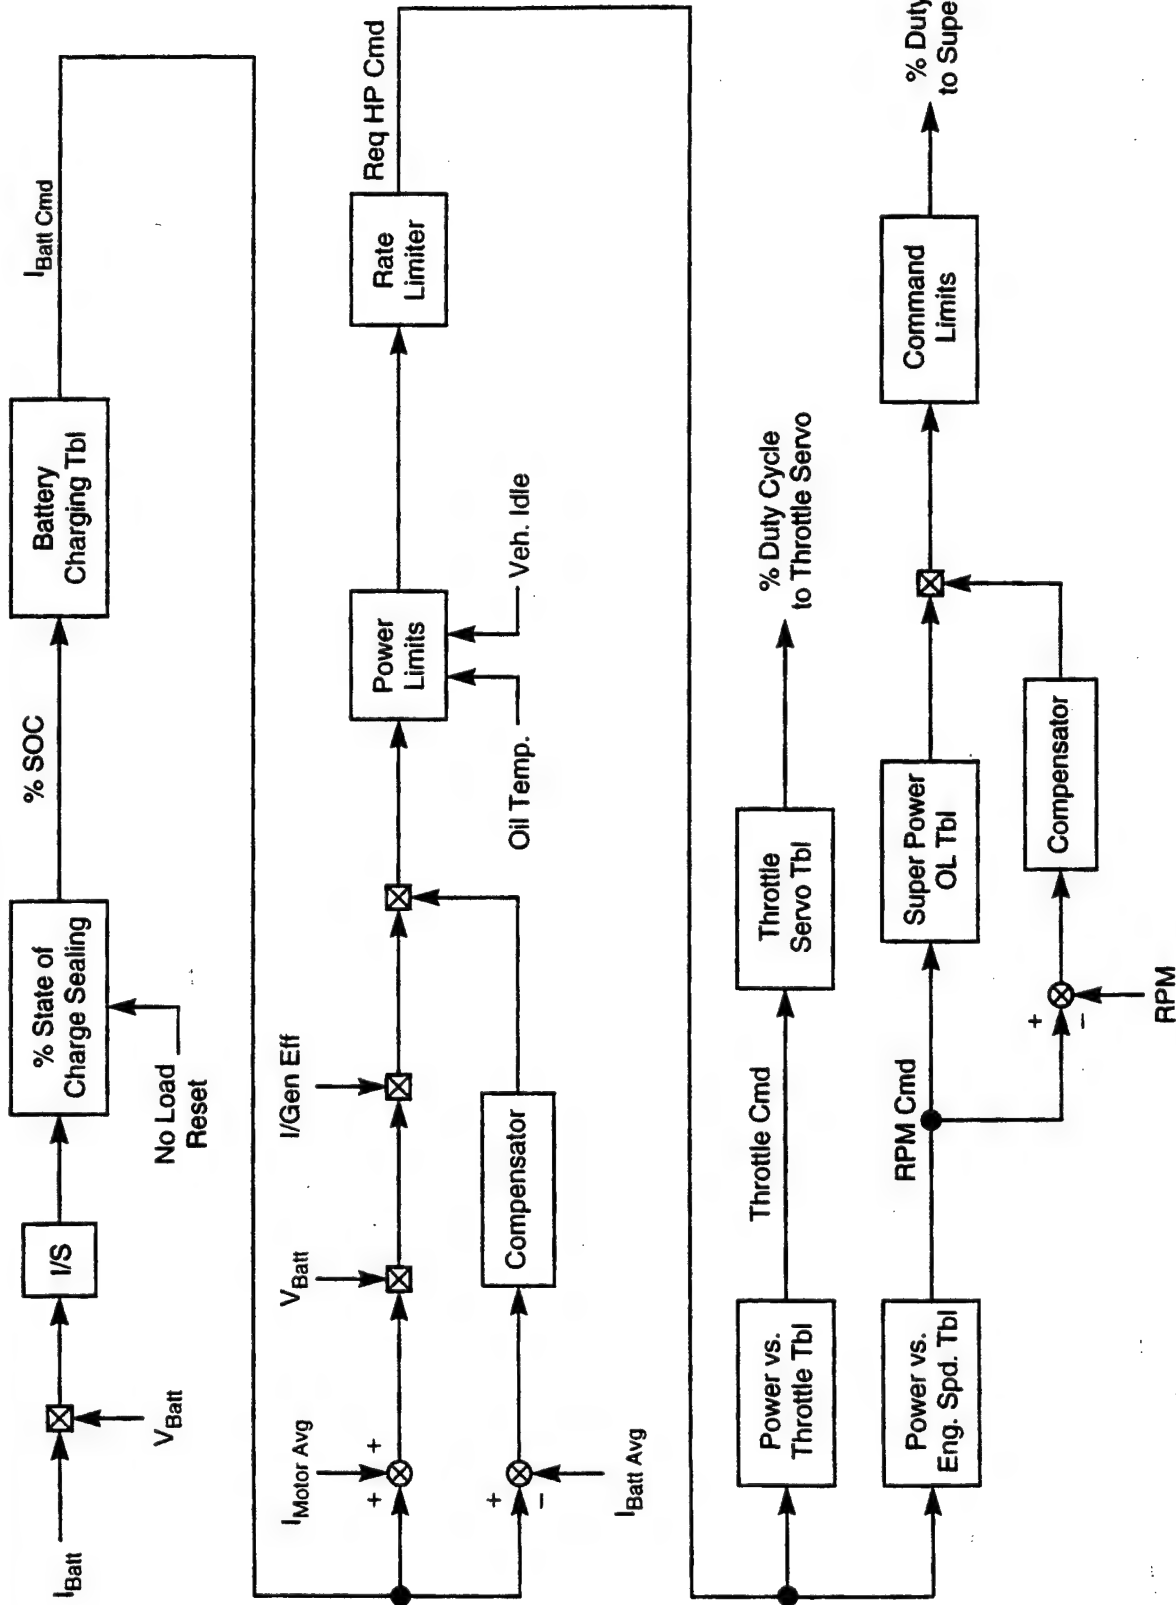 I_Batt
V_Batt
I/S
No Load
Reset
% State of
Charge Sealing
% SOC
Battery
Charging Tbl
I_Batt Cmd
I_Motor Avg
+
+
+
−
I_Batt Avg
V_Batt
Compensator
I/Gen Eff
Oil Temp.
Power
Limits
Veh. Idle
Rate
Limiter
Req HP Cmd
Power vs.
Throttle Tbl
Throttle Cmd
Throttle
Servo Tbl
% Duty Cycle
to Throttle Servo
Power vs.
Eng. Spd. Tbl
RPM Cmd
+
−
RPM
Super Power
OL Tbl
Compensator
Command
Limits
% Duty
to Supe